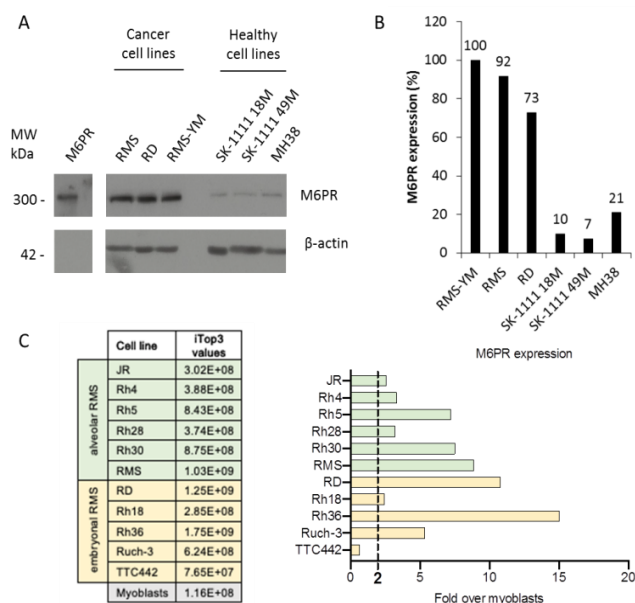 A
Cancer
cell lines
Healthy
cell lines
MW
kDa
M6PR
RMS
RD
RMS-YM
SK-1111 18M
SK-1111 49M
MH38
300 -
M6PR
42 -
β-actin
B
M6PR expression (%)
120
100
80
60
40
20
0
100
92
73
10
7
21
RMS-YM
RMS
RD
SK-1111 18M
SK-1111 49M
MH38
C
Cell line iTop3 values
alveolar RMS
JR 3.02E+08
Rh4 3.88E+08
Rh5 8.43E+08
Rh28 3.74E+08
Rh30 8.75E+08
RMS 1.03E+09
embryonal RMS
RD 1.25E+09
Rh18 2.85E+08
Rh36 1.75E+09
Ruch-3 6.24E+08
TTC442 7.65E+07
Myoblasts 1.16E+08
M6PR expression
JR
Rh4
Rh5
Rh28
Rh30
RMS
RD
Rh18
Rh36
Ruch-3
TTC442
0 2 5 10 15 20
Fold over myoblasts